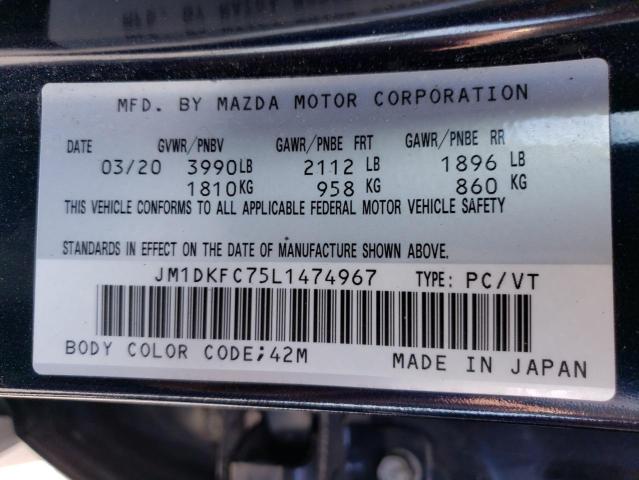 MFD. BY MAZDA MOTOR CORPORATION
DATE GVWR/PNBV GAWR/PNBE FRT GAWR/PNBE RR
03/20 3990LB 2112 LB 1896 LB
1810KG 958 KG 860 KG
THIS VEHICLE CONFORMS TO ALL APPLICABLE FEDERAL MOTOR VEHICLE SAFETY
STANDARDS IN EFFECT ON THE DATE OF MANUFACTURE SHOWN ABOVE.
JM1DKFC75L1474967 TYPE: PC/VT
BODY COLOR CODE;42M MADE IN JAPAN